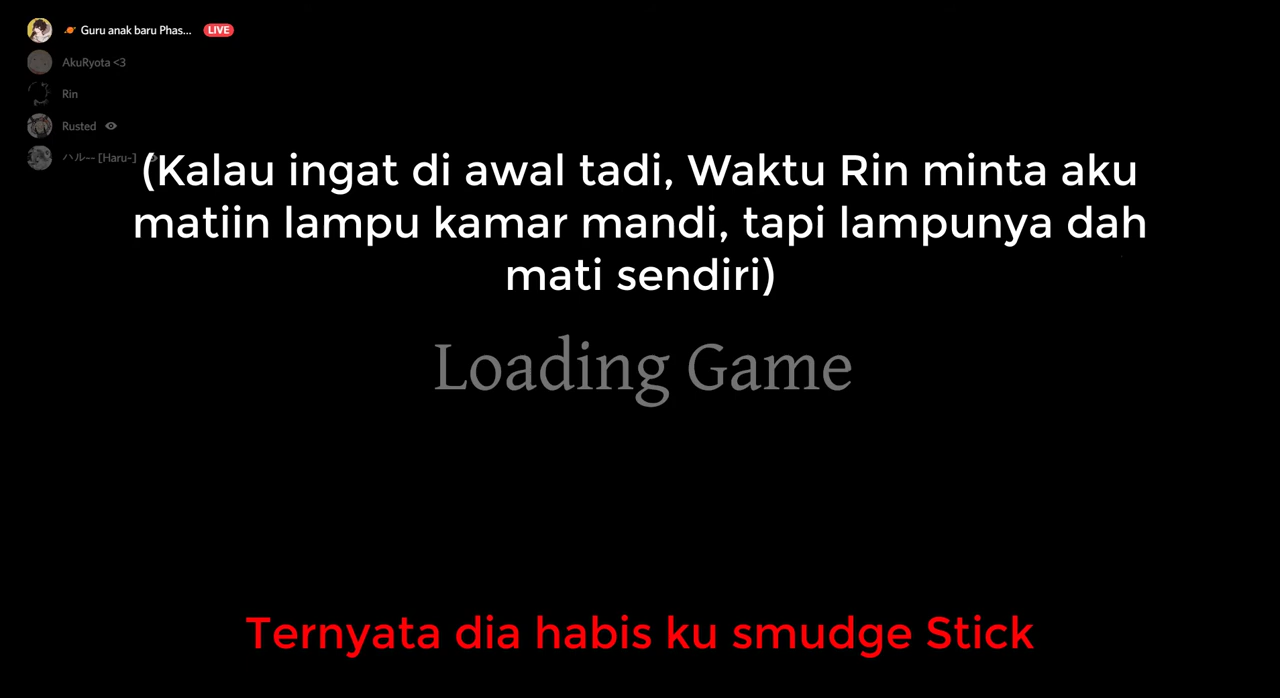 Guru anak baru Phas... LIVE
AkuRyota <3
Rin
Rusted
ハル-- [Haru-]
(Kalau ingat di awal tadi, Waktu Rin minta aku
matiin lampu kamar mandi, tapi lampunya dah
mati sendiri)
Loading Game
Ternyata dia habis ku smudge Stick